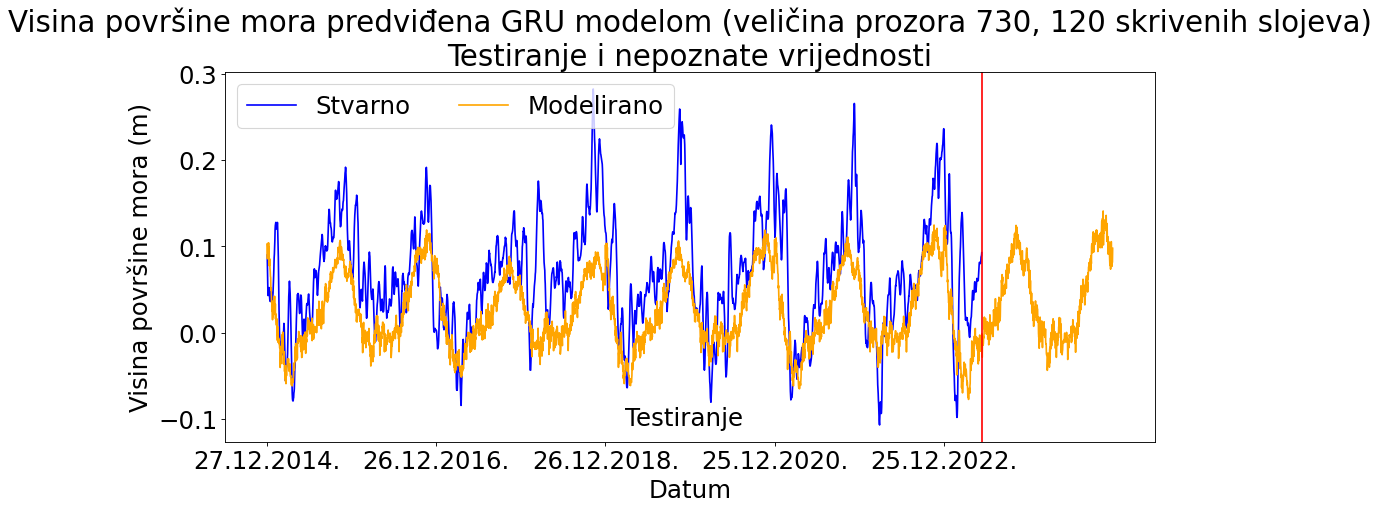 Visina površine mora predviđena GRU modelom (veličina prozora 730, 120 skrivenih slojeva)
Testiranje i nepoznate vrijednosti
Stvarno Modelirano
Visina površine mora (m)
0.3
0.2
0.1
0.0
−0.1
Testiranje
27.12.2014. 26.12.2016. 26.12.2018. 25.12.2020. 25.12.2022.
Datum